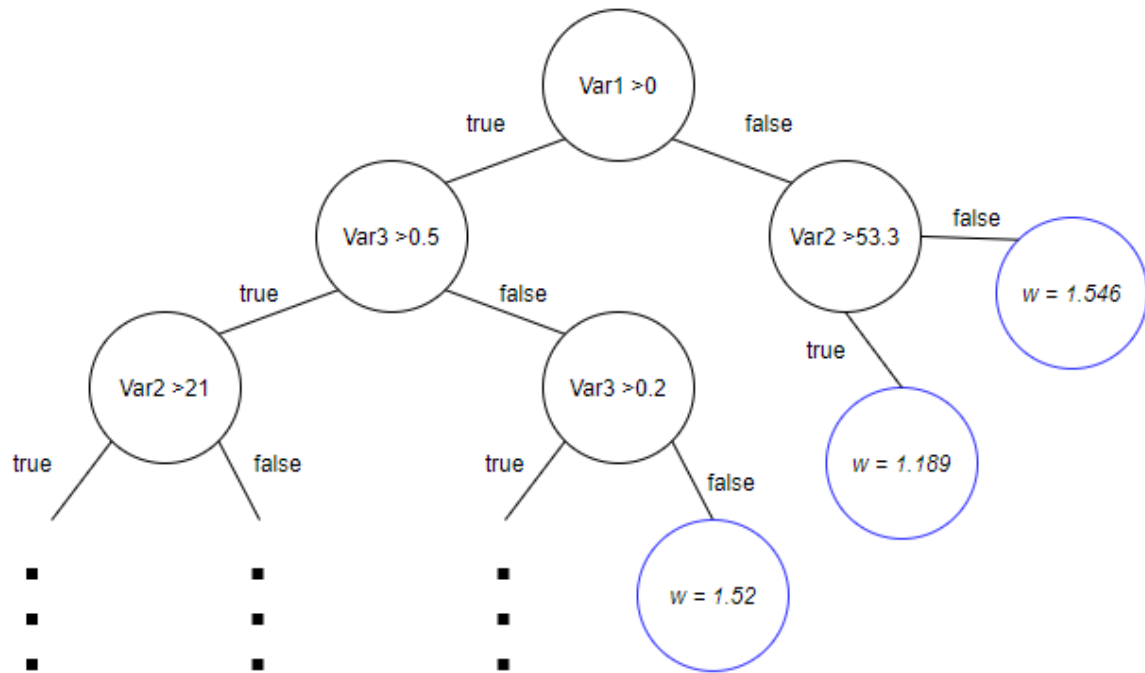 Var1 >0
true
false
Var3 >0.5
Var2 >53.3
false
w = 1.546
true
false
true
Var2 >21
Var3 >0.2
w = 1.189
true
false
true
false
w = 1.52